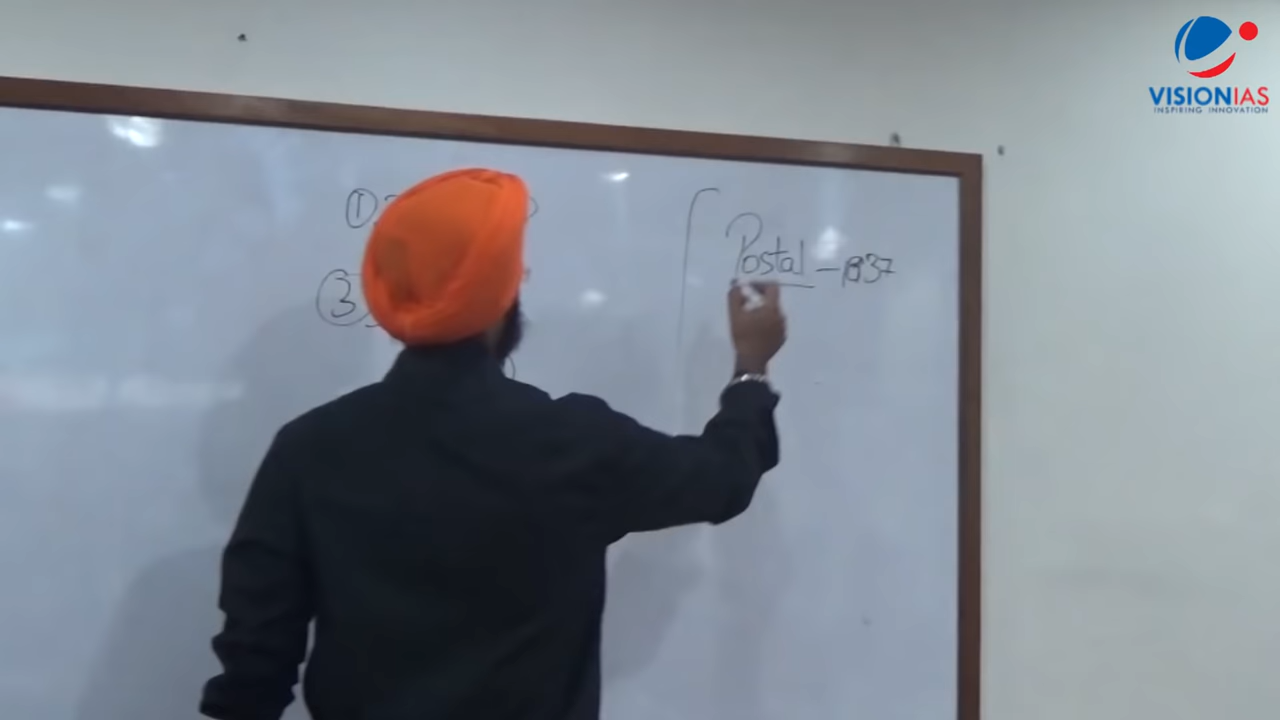 VISIONIAS
INSPIRING INNOVATION
①
Postal – 1837
③